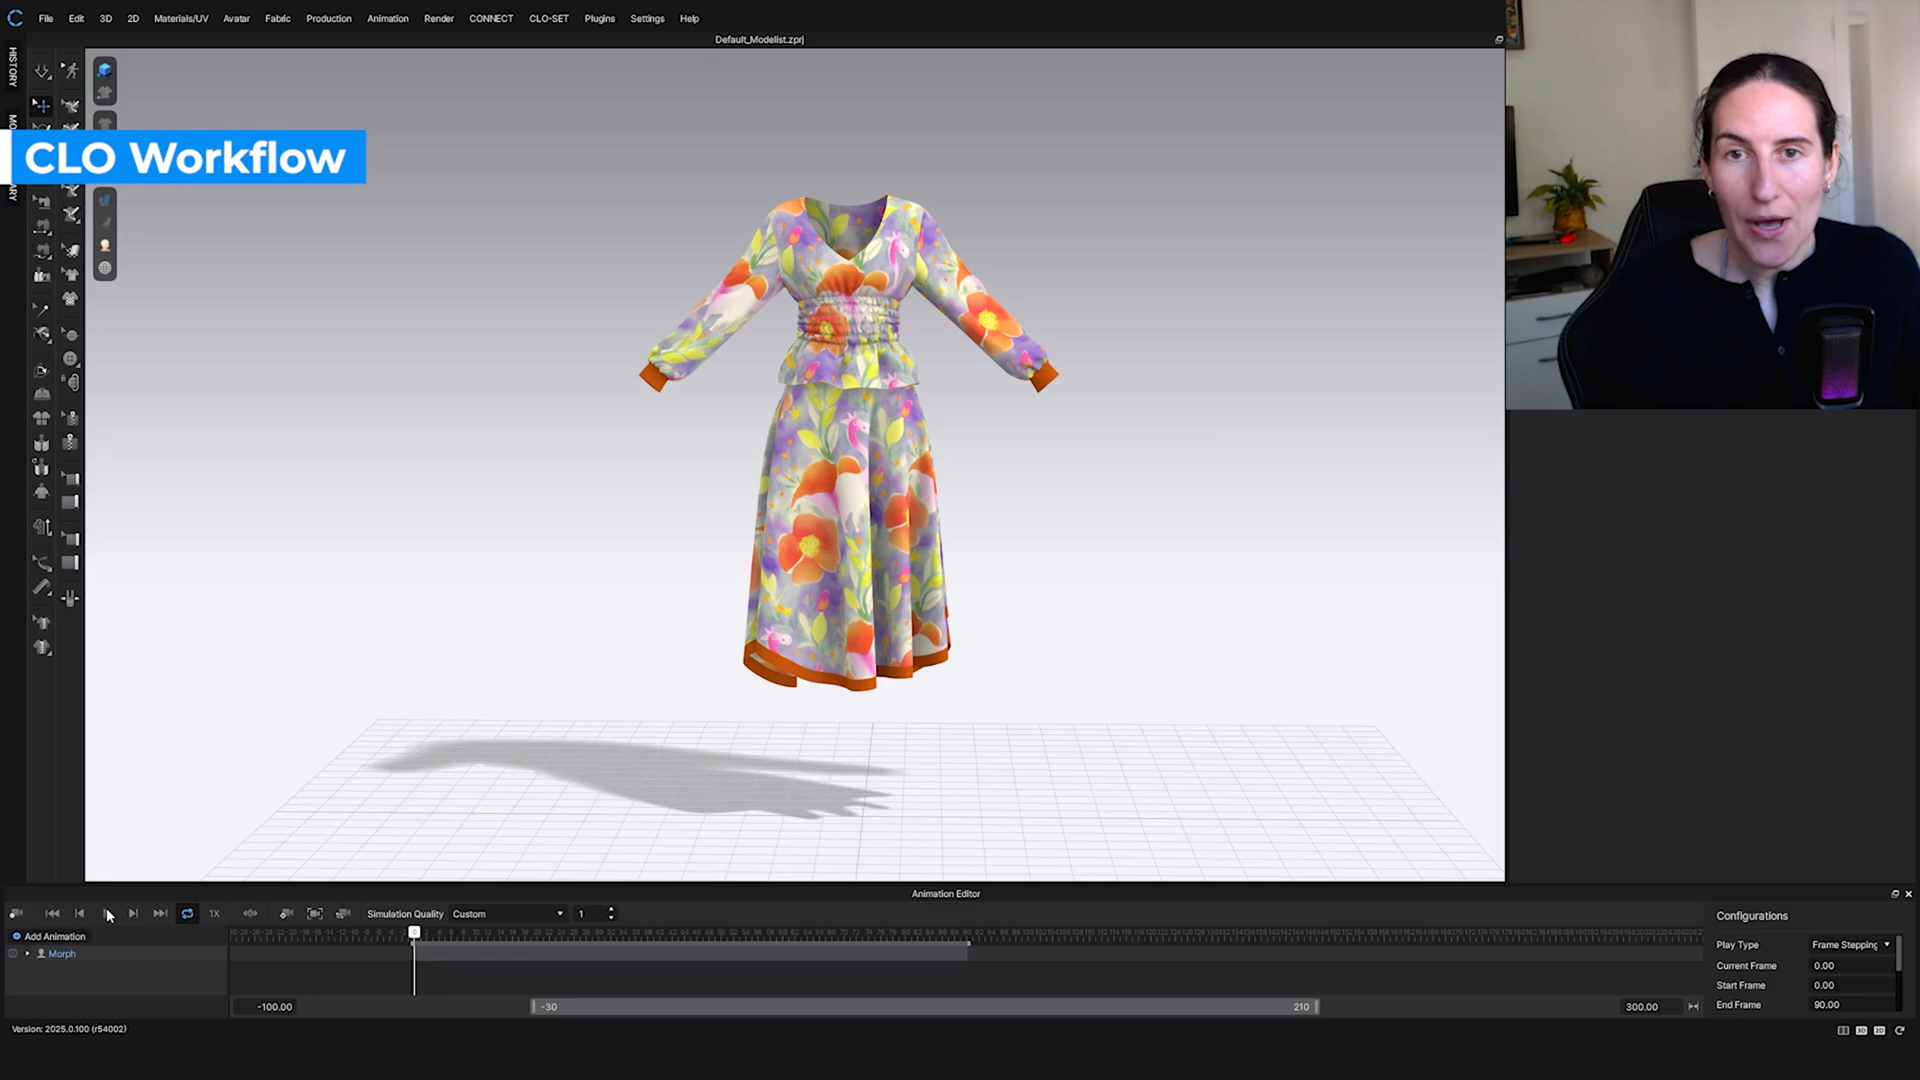 File Edit 3D 2D Materials/UV Avatar Fabric Production Animation Render CONNECT CLO-SET Plugins Settings Help
Default_Modelist.zprj
HISTORY
CLO Workflow
Animation Editor
1X Simulation Quality Custom 1
Add Animation
Morph
0
-100.00 -30 210 300.00
Configurations
Play Type Frame Stepping
Current Frame 0.00
Start Frame 0.00
End Frame 90.00
Version: 2025.0.100 (r54002)